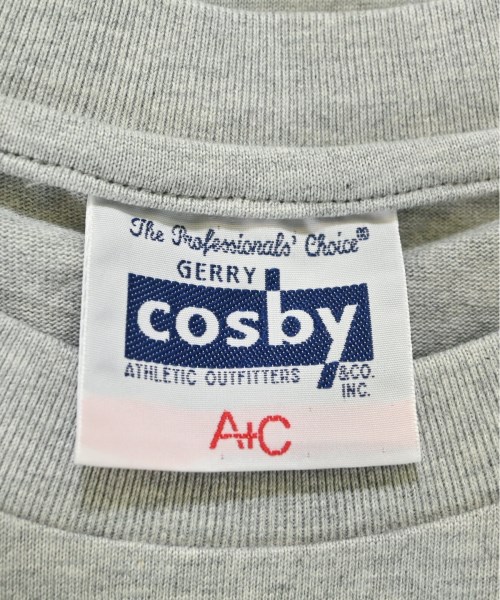 The Professionals' Choice®
GERRY
cosby
ATHLETIC OUTFITTERS &CO.
INC.
A+C